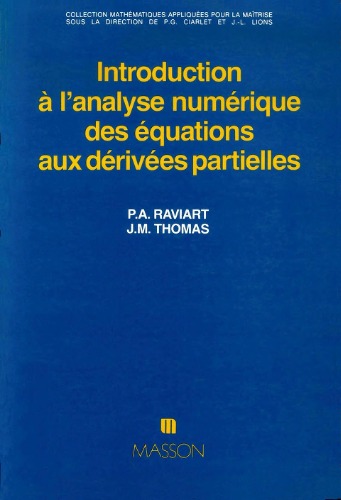 COLLECTION MATHÉMATIQUES APPLIQUÉES POUR LA MAÎTRISE
SOUS LA DIRECTION DE P.G. CIARLET ET J.-L. LIONS
Introduction
à l'analyse numérique
des équations
aux dérivées partielles
P.A. RAVIART
J.M. THOMAS
m
MASSON